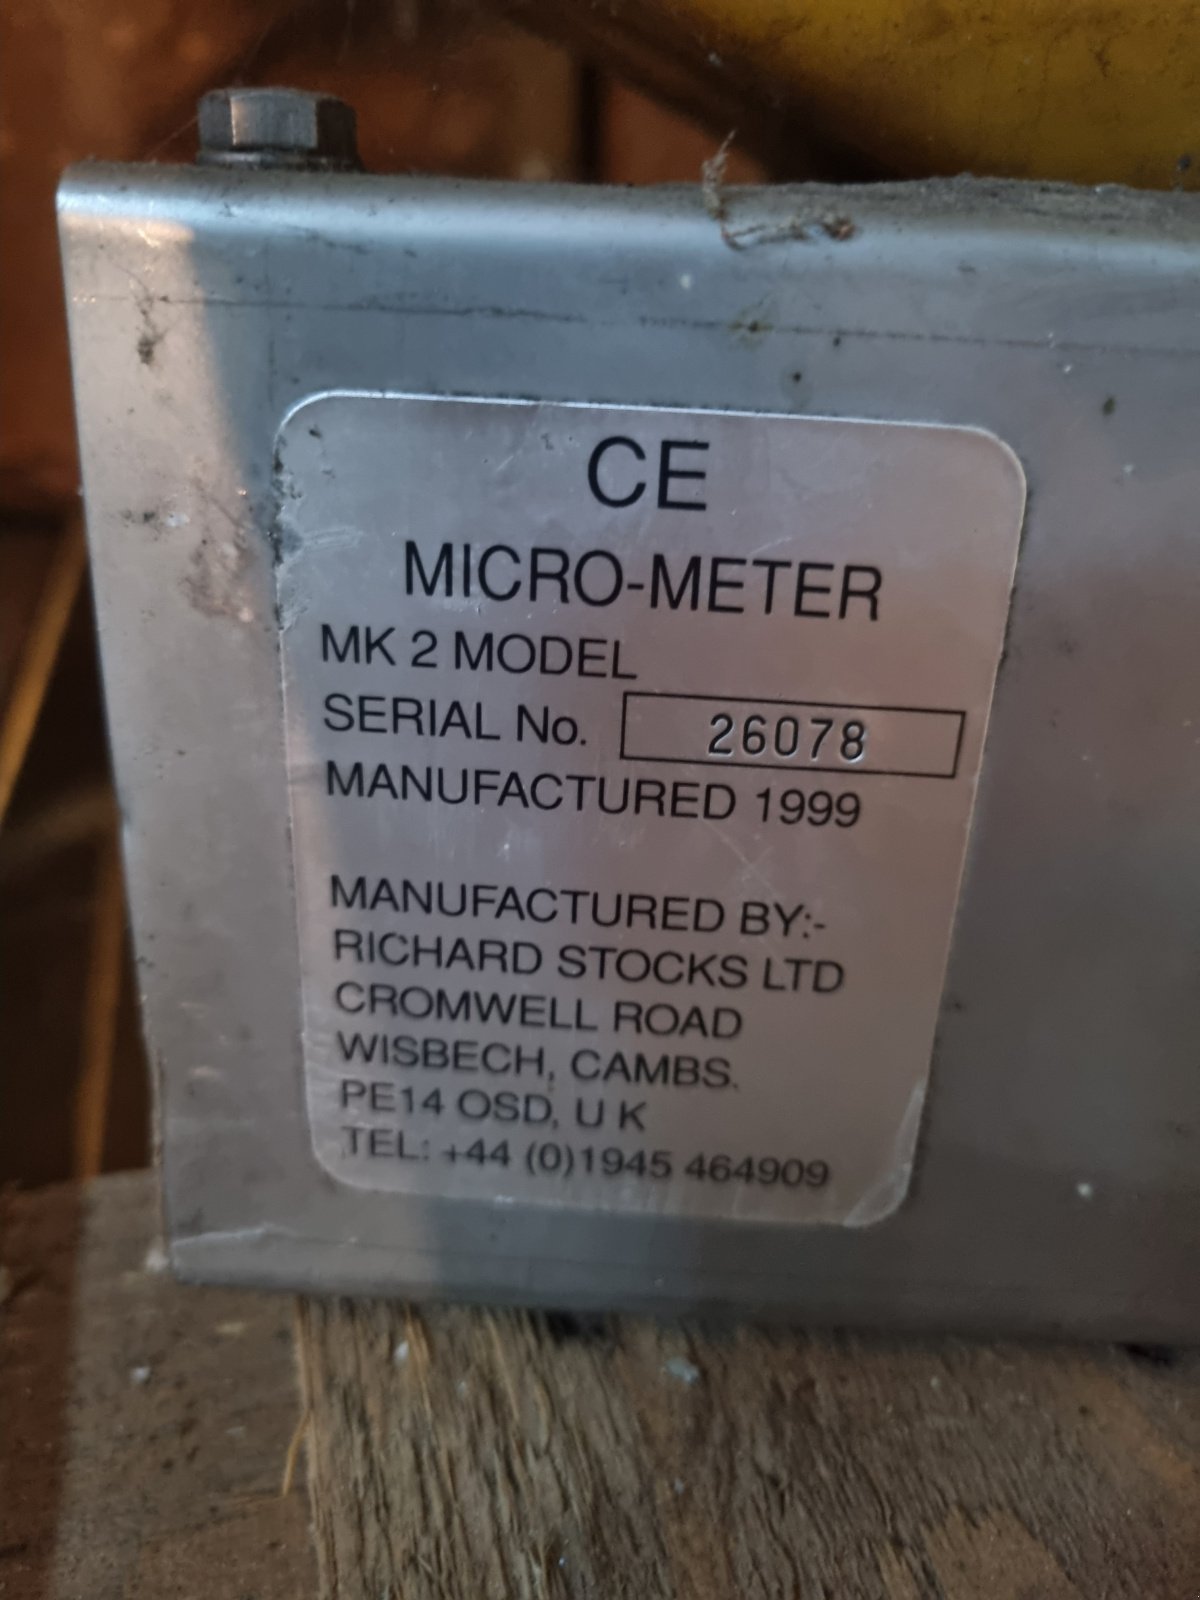 CE
MICRO-METER
MK 2 MODEL
SERIAL No. 26078
MANUFACTURED 1999
MANUFACTURED BY:-
RICHARD STOCKS LTD
CROMWELL ROAD
WISBECH, CAMBS.
PE14 OSD, U K
TEL: +44 (0)1945 464909